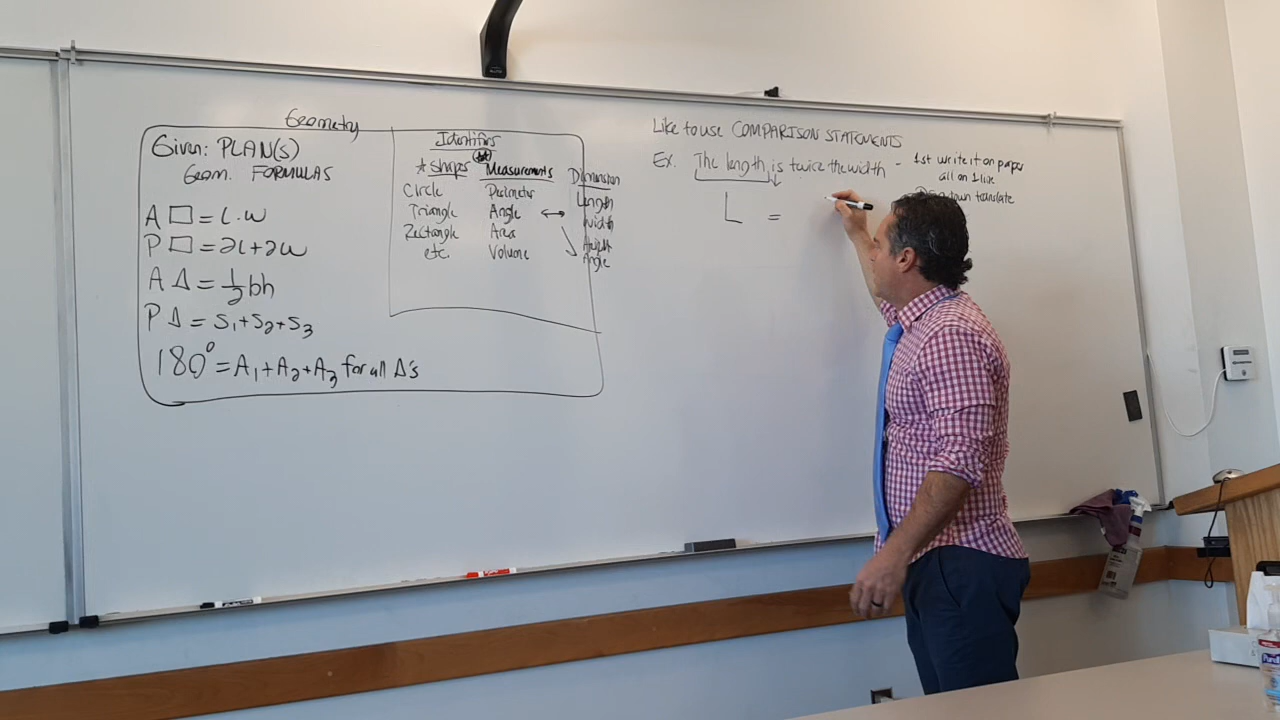 Geometry
Given: PLAN(S)
Geom. FORMULAS
A □ = L·W
P □ = 2L+2W
A Δ = 1/2 bh
P Δ = S₁+S₂+S₃
180° = A₁+A₂+A₃ for all Δ's
Identifiers
* Shapes
Circle
Triangle
Rectangle
etc.
** Measurements
Perimeter
Angle ↔
Area
Volume
Dimension
Length
Width
Height
Angle
Like to use COMPARISON STATEMENTS
Ex. The length is twice the width - 1st write it on paper
all on 1 line
down translate
L =